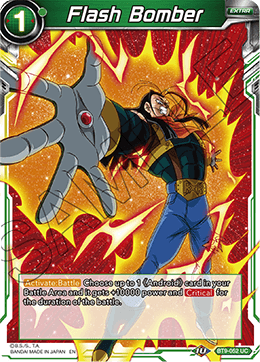 1
Flash Bomber
EXTRA
SAMPLE
Activate:Battle Choose up to 1 《Android》 card in your
Battle Area and it gets +10000 power and Critical for
the duration of the battle.
©B.S./S., T.A.
BANDAI MADE IN JAPAN EN
BT9-052 UC